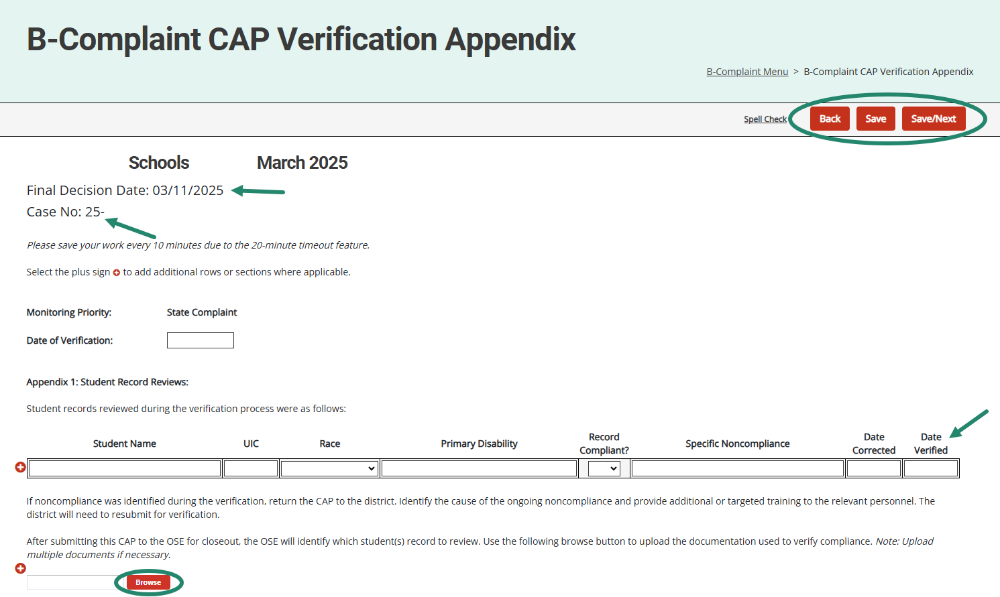 B-Complaint CAP Verification Appendix
B-Complaint Menu > B-Complaint CAP Verification Appendix
Spell Check Back Save Save/Next
Schools March 2025
Final Decision Date: 03/11/2025
Case No: 25-
Please save your work every 10 minutes due to the 20-minute timeout feature.
Select the plus sign to add additional rows or sections where applicable.
Monitoring Priority: State Complaint
Date of Verification:
Appendix 1: Student Record Reviews:
Student records reviewed during the verification process were as follows:
Student Name UIC Race Primary Disability Record Compliant? Specific Noncompliance Date Corrected Date Verified
If noncompliance was identified during the verification, return the CAP to the district. Identify the cause of the ongoing noncompliance and provide additional or targeted training to the relevant personnel. The
district will need to resubmit for verification.
After submitting this CAP to the OSE for closeout, the OSE will identify which student(s) record to review. Use the following browse button to upload the documentation used to verify compliance. Note: Upload
multiple documents if necessary.
Browse